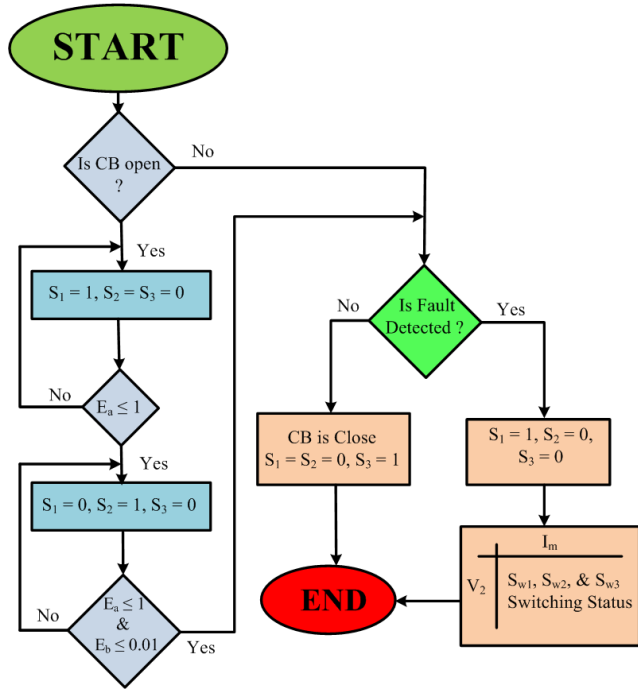 START
Is CB open
?
No
Yes
S1 = 1, S2 = S3 = 0
No
Ea ≤ 1
Yes
S1 = 0, S2 = 1, S3 = 0
No
Ea ≤ 1
&
Eb ≤ 0.01
Yes
Is Fault
Detected ?
No
Yes
CB is Close
S1 = S2 = 0, S3 = 1
S1 = 1, S2 = 0,
S3 = 0
Im
V2
Sw1, Sw2, & Sw3
Switching Status
END